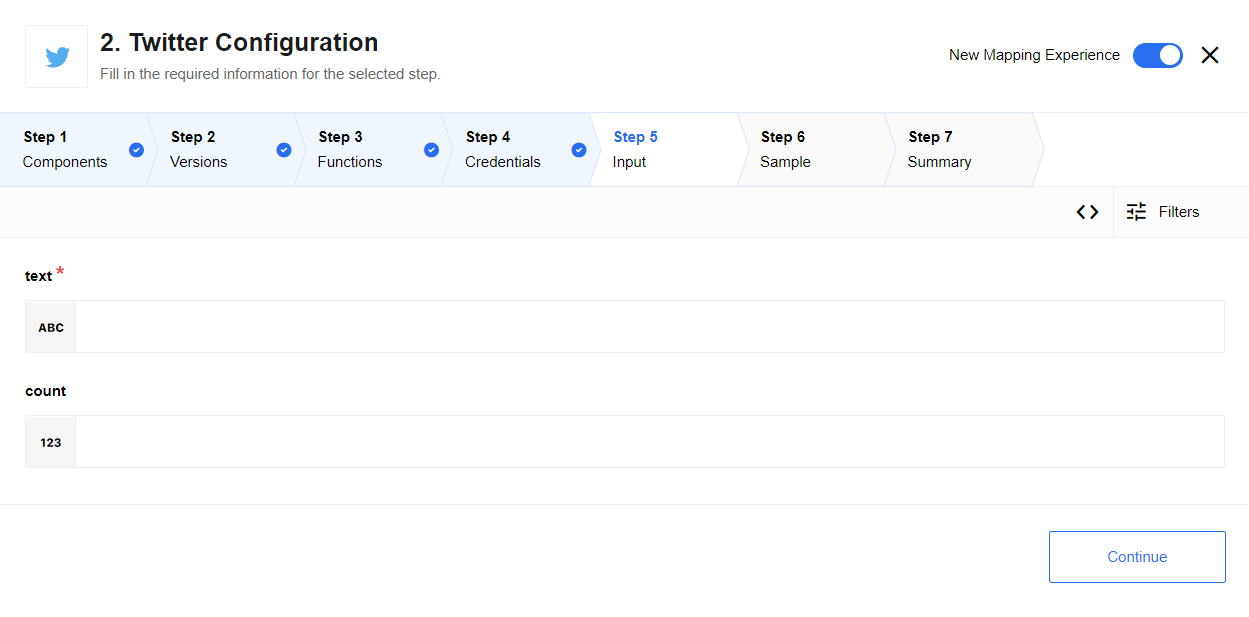 2. Twitter Configuration
Fill in the required information for the selected step.
New Mapping Experience
Step 1
Components
Step 2
Versions
Step 3
Functions
Step 4
Credentials
Step 5
Input
Step 6
Sample
Step 7
Summary
Filters
text *
ABC
count
123
Continue